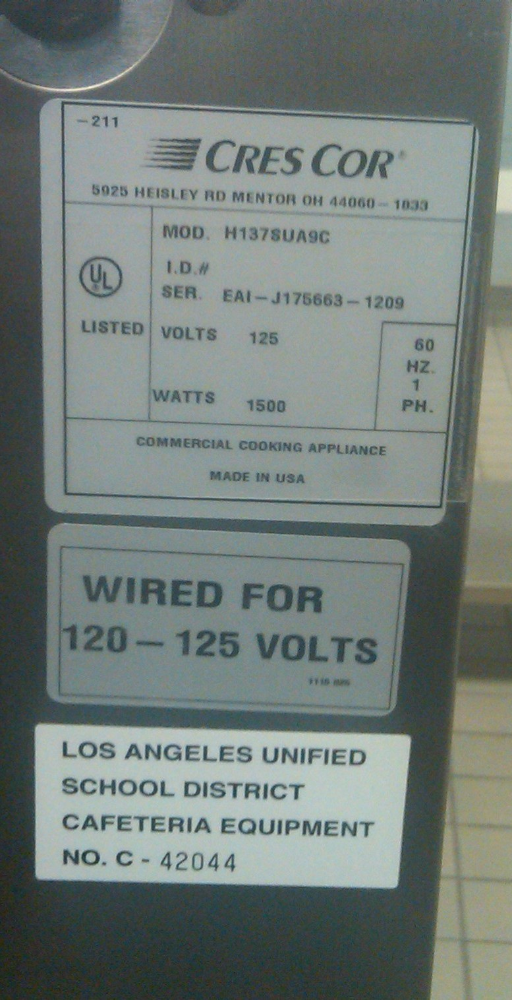 -211
CRES COR®
5925 HEISLEY RD MENTOR OH 44060-1833
MOD. H137SUA9C
I.D.#
SER. EAI-J175663-1209
UL
®
LISTED
VOLTS 125
60
HZ.
1
PH.
WATTS 1500
COMMERCIAL COOKING APPLIANCE
MADE IN USA
WIRED FOR
120-125 VOLTS
LOS ANGELES UNIFIED
SCHOOL DISTRICT
CAFETERIA EQUIPMENT
NO. C - 42044